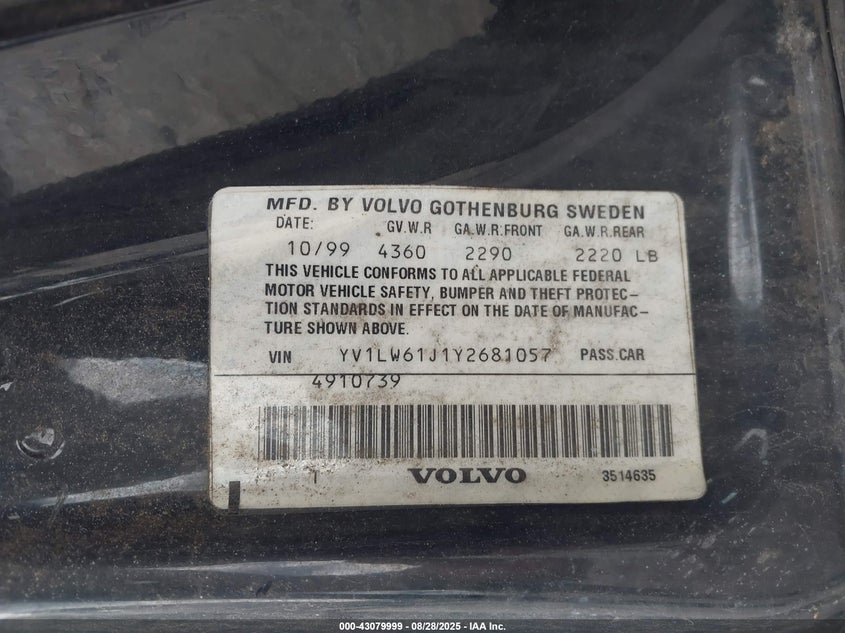 MFD. BY VOLVO GOTHENBURG SWEDEN
DATE: GV.W.R GA.W.R.FRONT GA.W.R.REAR
10/99 4360 2290 2220 LB
THIS VEHICLE CONFORMS TO ALL APPLICABLE FEDERAL
MOTOR VEHICLE SAFETY, BUMPER AND THEFT PROTEC-
TION STANDARDS IN EFFECT ON THE DATE OF MANUFAC-
TURE SHOWN ABOVE.
VIN YV1LW61J1Y2681057 PASS.CAR
4910739
1 VOLVO 3514635
000-43079999 - 08/28/2025 - IAA Inc.